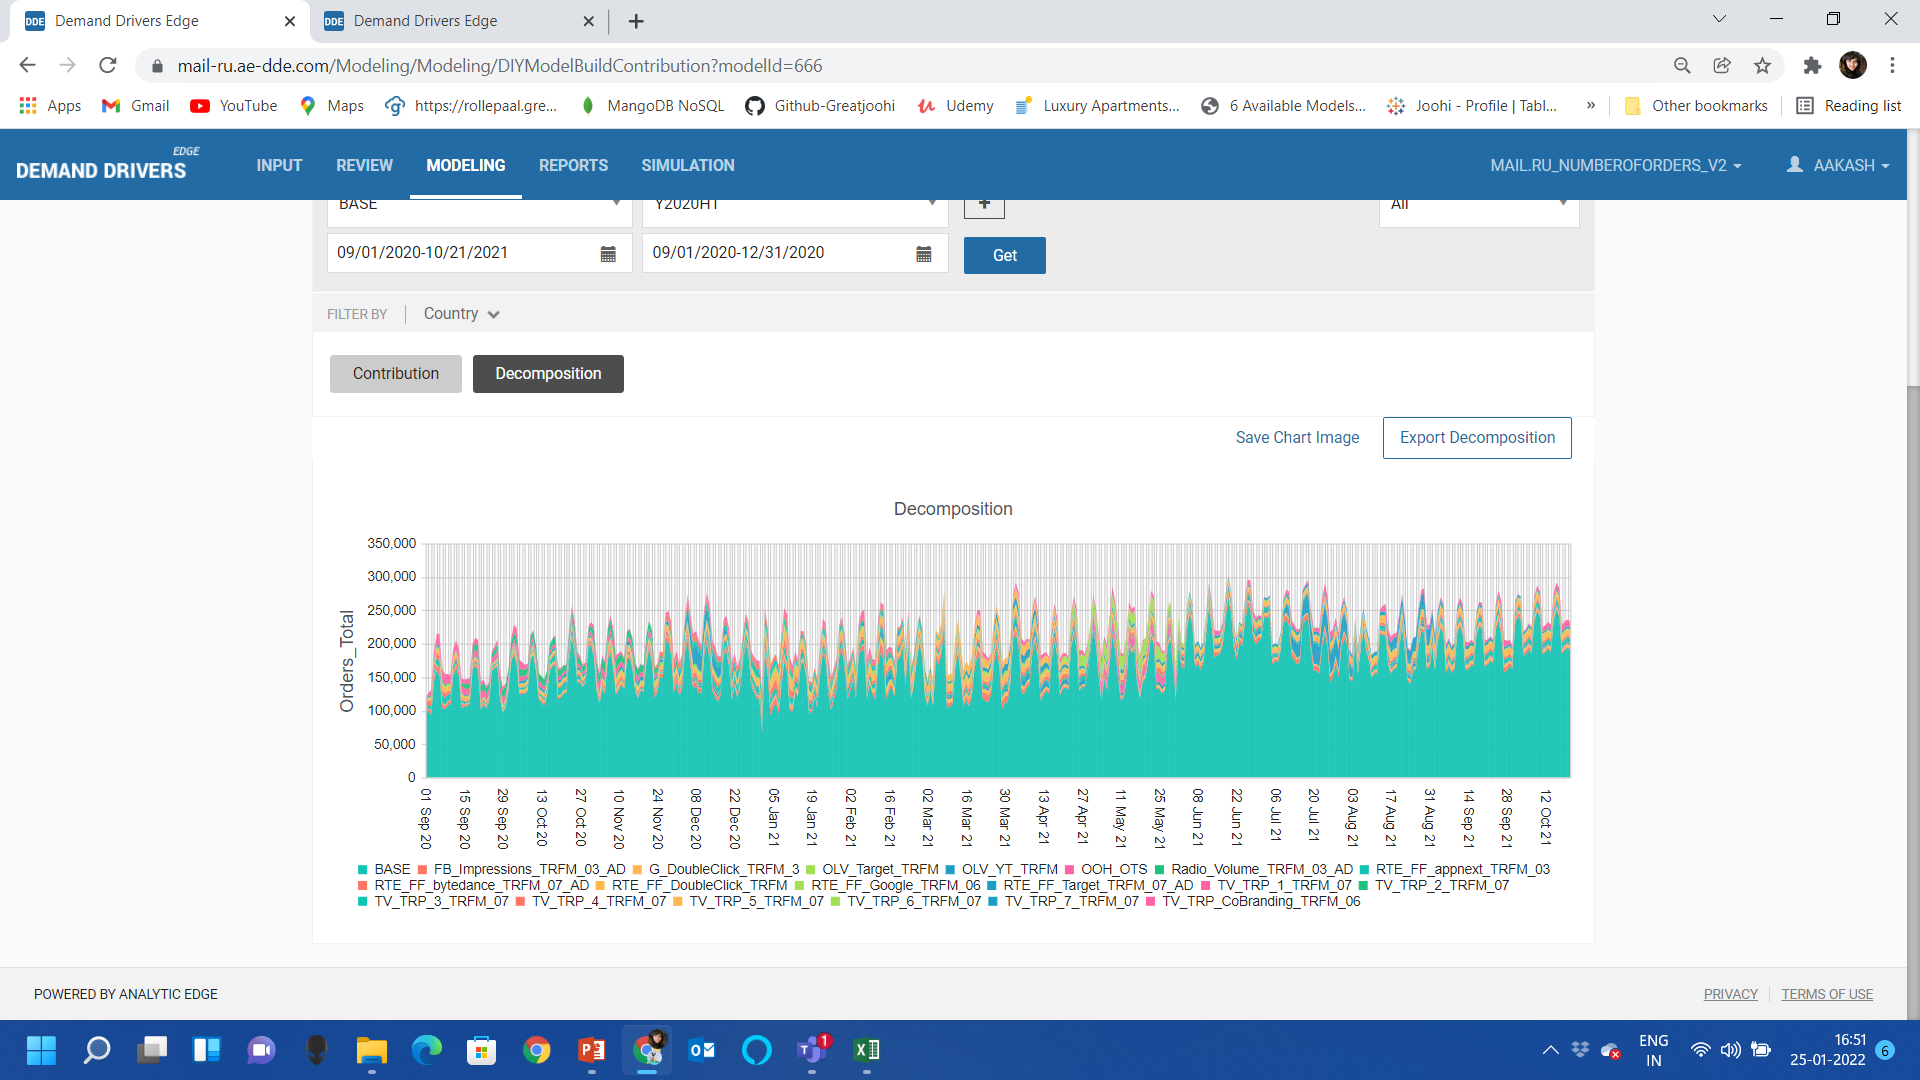 DDE Demand Drivers Edge
DDE Demand Drivers Edge
mail-ru.ae-dde.com/Modeling/Modeling/DIYModelBuildContribution?modelId=666
Apps Gmail YouTube Maps https://rollepaal.gre... MangoDB NoSQL Github-Greatjoohi Udemy Luxury Apartments... 6 Available Models... Joohi - Profile | Tabl... » Other bookmarks Reading list
DEMAND DRIVERS EDGE INPUT REVIEW MODELING REPORTS SIMULATION MAIL.RU_NUMBEROFORDERS_V2 AAKASH
BASE Y2020HT + All
09/01/2020-10/21/2021 09/01/2020-12/31/2020 Get
FILTER BY Country
Contribution Decomposition
Save Chart Image Export Decomposition
Decomposition
Orders_Total
350,000
300,000
250,000
200,000
150,000
100,000
50,000
0
01 Sep 20 15 Sep 20 29 Sep 20 13 Oct 20 27 Oct 20 10 Nov 20 24 Nov 20 08 Dec 20 22 Dec 20 05 Jan 21 19 Jan 21 02 Feb 21 16 Feb 21 02 Mar 21 16 Mar 21 30 Mar 21 13 Apr 21 27 Apr 21 11 May 21 25 May 21 08 Jun 21 22 Jun 21 06 Jul 21 20 Jul 21 03 Aug 21 17 Aug 21 31 Aug 21 14 Sep 21 28 Sep 21 12 Oct 21
BASE FB_Impressions_TRFM_03_AD G_DoubleClick_TRFM_3 OLV_Target_TRFM OLV_YT_TRFM OOH_OTS Radio_Volume_TRFM_03_AD RTE_FF_appnext_TRFM_03
RTE_FF_bytedance_TRFM_07_AD RTE_FF_DoubleClick_TRFM RTE_FF_Google_TRFM_06 RTE_FF_Target_TRFM_07_AD TV_TRP_1_TRFM_07 TV_TRP_2_TRFM_07
TV_TRP_3_TRFM_07 TV_TRP_4_TRFM_07 TV_TRP_5_TRFM_07 TV_TRP_6_TRFM_07 TV_TRP_7_TRFM_07 TV_TRP_CoBranding_TRFM_06
POWERED BY ANALYTIC EDGE PRIVACY TERMS OF USE
1
ENG
IN
16:51
25-01-2022
6